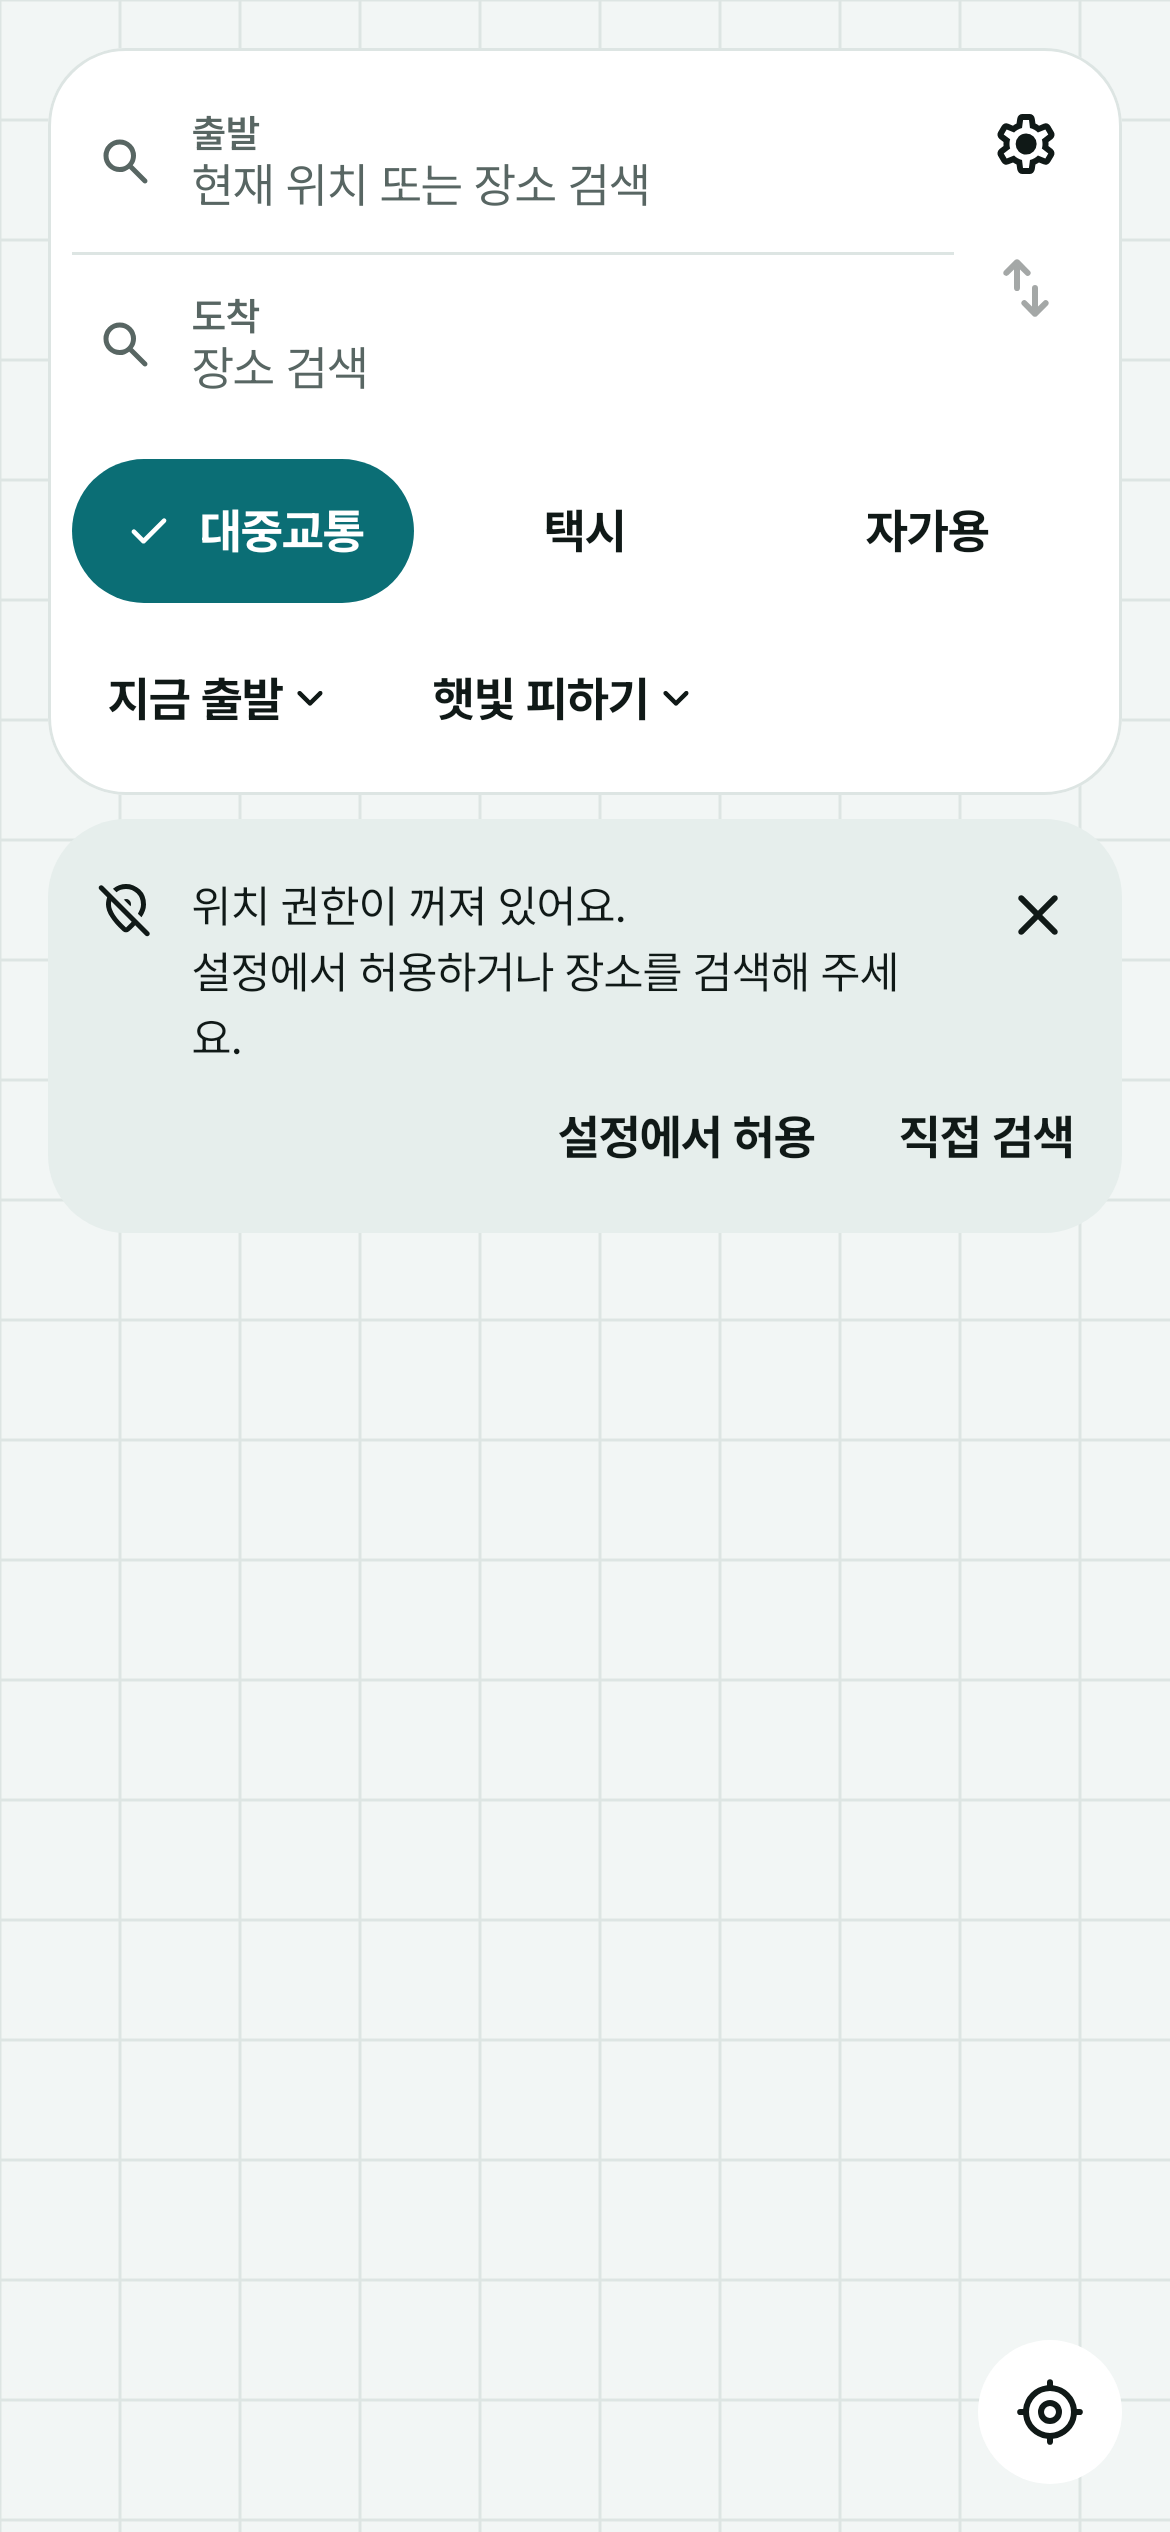 출발
현재 위치 또는 장소 검색
도착
장소 검색
대중교통
택시
자가용
지금 출발
햇빛 피하기
위치 권한이 꺼져 있어요.
설정에서 허용하거나 장소를 검색해 주세
요.
설정에서 허용
직접 검색